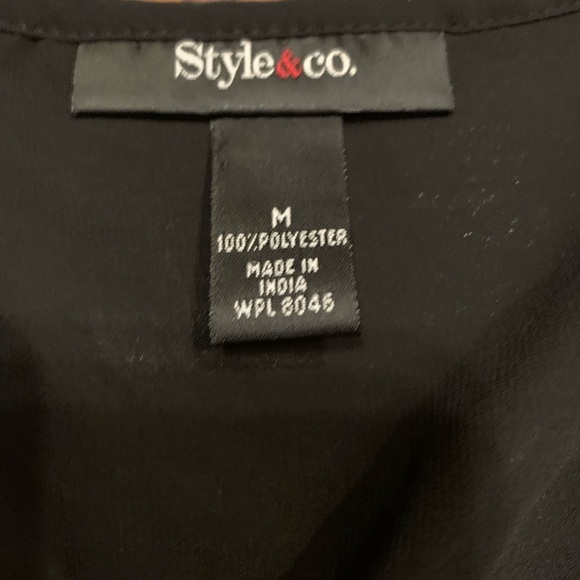 Style&co.
M
100%POLYESTER
MADE IN
INDIA
WPL 8046